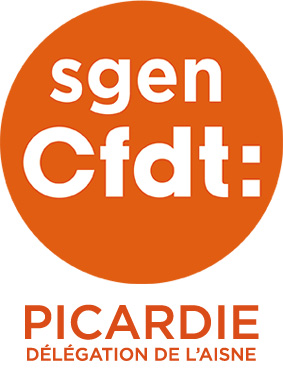 sgen
Cfdt:
PICARDIE
DÉLÉGATION DE L'AISNE